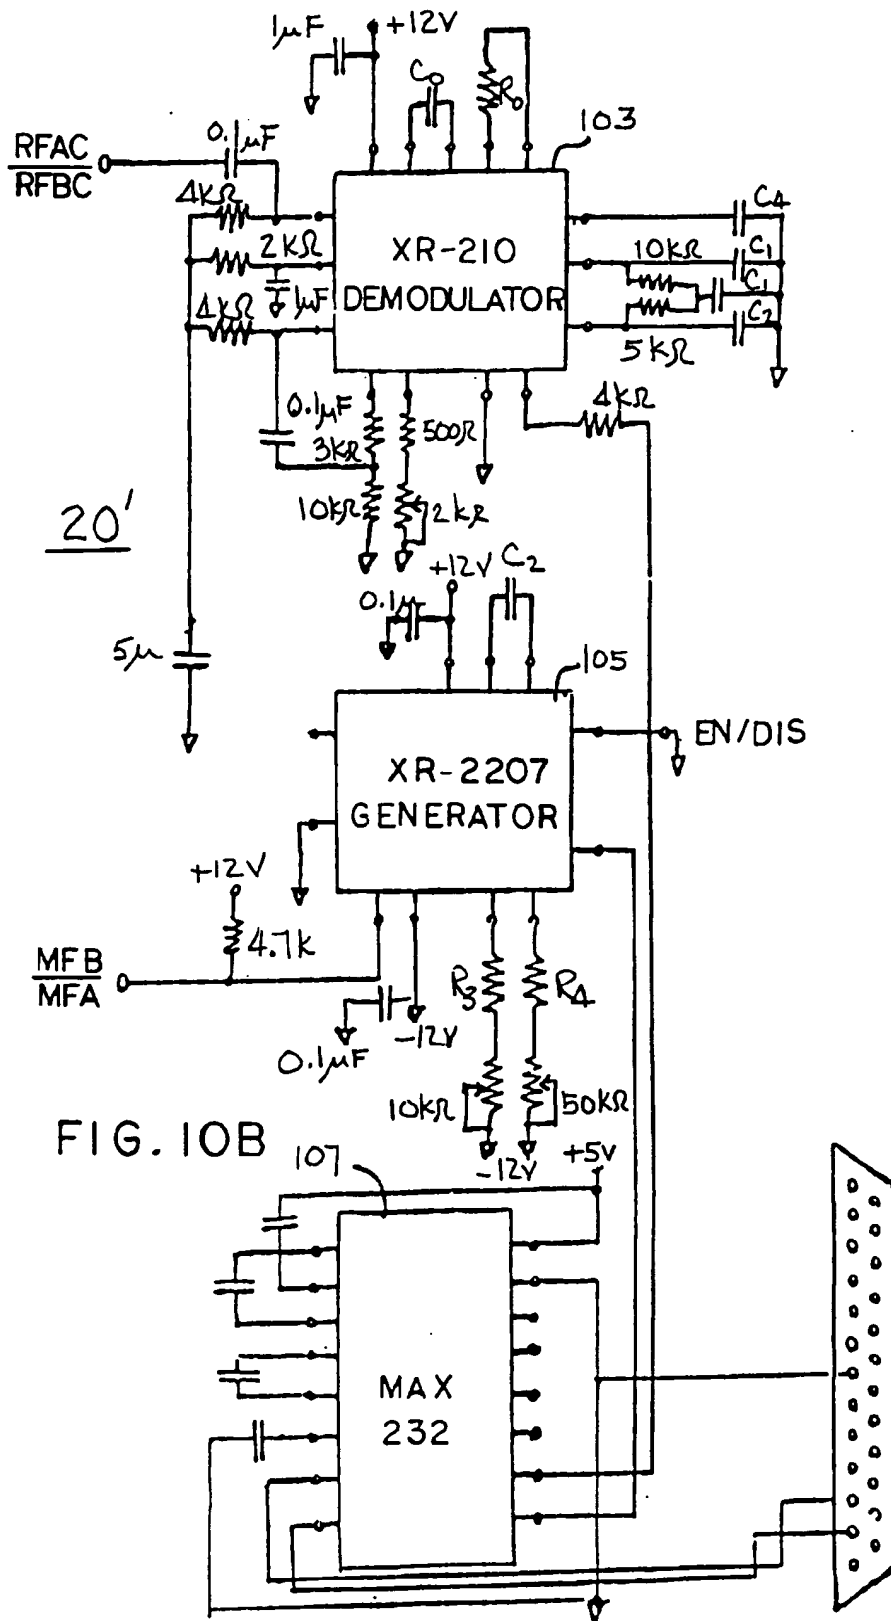 1µF
+12V
C0
R0
103
0.1µF
RFAC
RFBC
4KΩ
2KΩ
1µF
4KΩ
XR-210
DEMODULATOR
C4
10KΩ
C1
C1
C2
5KΩ
0.1µF
3KΩ
500Ω
4KΩ
10KΩ
2KΩ
20'
+12V
C2
0.1µ
5µ
105
EN/DIS
XR-2207
GENERATOR
+12V
4.7K
MFB
MFA
R3
R4
0.1µF
-12V
10KΩ
50KΩ
-12V
FIG. 10B
107
+5V
MAX
232